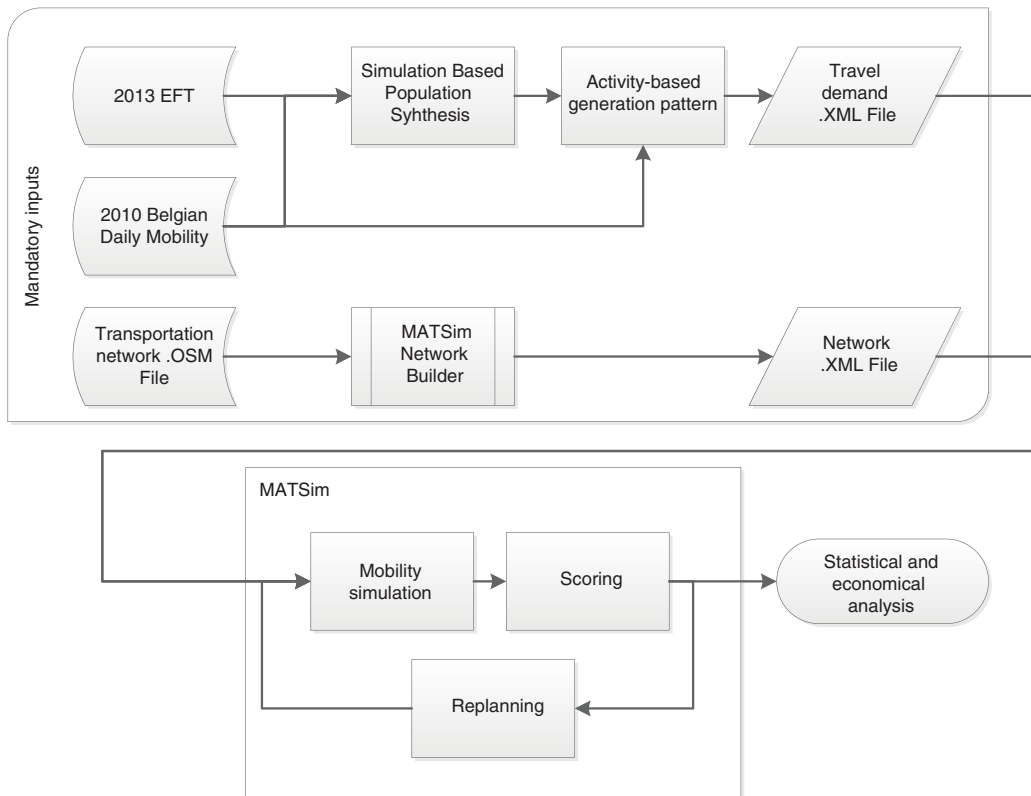 Mandatory inputs
2013 EFT
Simulation Based
Population
Syhthesis
Activity-based
generation pattern
Travel
demand
.XML File
2010 Belgian
Daily Mobility
Transportation
network .OSM
File
MATSim
Network
Builder
Network
.XML File
MATSim
Mobility
simulation
Scoring
Statistical and
economical
analysis
Replanning